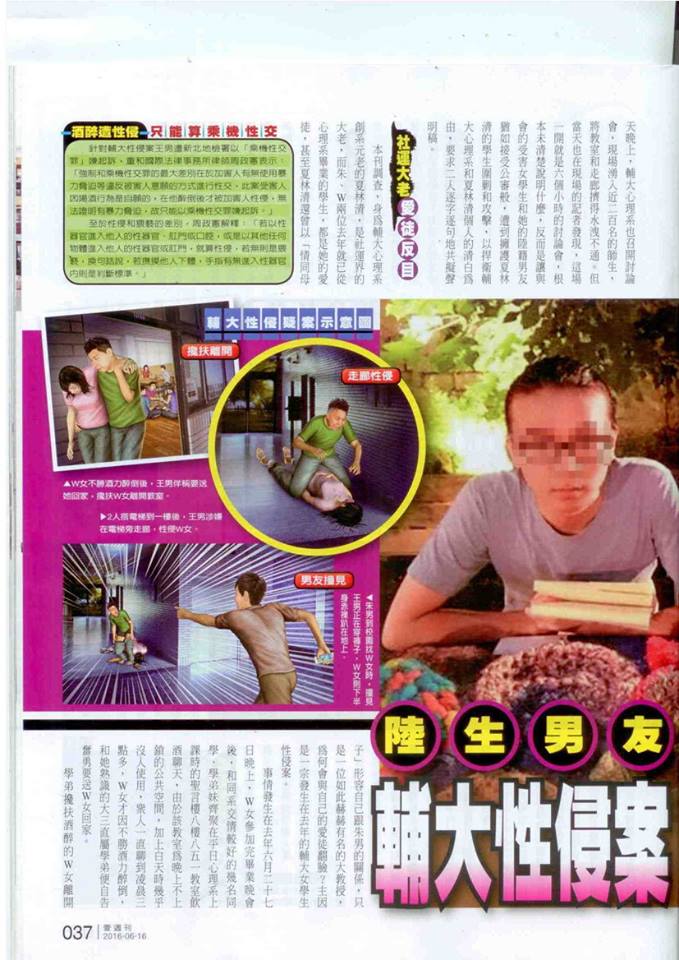 天晚上，輔大心理系也召開討論
會，現場湧入近二百名的師生，
將教室和走廊擠得水洩不通。但
當天也在現場的記者發現，這場
一開就是六個小時的討論會，根
本未清楚說明什麼，反而是讓與
會的受害女學生和她的陸籍男友
猶如接受公審般，遭到擁護夏林
清的學生圍剿和攻擊，以捍衛輔
大心理系和夏林清個人的清白為
由，要求二人逐字逐句地共擬聲
明稿。
社運大老愛徒反目
本刊調查，身為輔大心理系
創系元老的夏林清，是社運界的
大老，而朱、W兩位去年就已從
心理系畢業的學生，都是她的愛
徒，甚至夏林清還曾以「情同母
酒醉遭性侵 只能算乘機性交
針對輔大性侵案王男遭新北地檢署以「乘機性交
罪」嫌起訴，重和國際法律事務所律師周政憲表示：
「強制和乘機性交罪的最大差別在於加害人有無使用暴
力脅迫等違反被害人意願的方式進行性交，此案受害人
因喝酒行為是自願的，在他酒醉倒後才被加害人性侵，無
法證明有暴力脅迫，故只能以乘機性交罪嫌起訴。」
至於性侵和猥褻的差別，周政憲解釋：「若以性
器官進入他人的性器官、肛門或口腔，或是以其他任何
物體進入他人的性器官或肛門，就算性侵，若無則是猥
褻，換句話說，若撫摸他人下體，手指有無進入性器官
內則是判斷標準。」
輔大性侵疑案示意圖
攙扶離開
走廊性侵
▲W女不勝酒力醉倒後，王男佯稱要送
她回家，攙扶W女離開教室。
▶2人搭電梯到一樓後，王男涉嫌
在電梯旁走廊，性侵W女。
男友撞見
◀朱男到校園找W女時，撞見
王男正在穿褲子，W女則下半
身赤裸趴在地上。
陸生男友
輔大性侵案
子」形容自己跟朱男的關係，只
是一位如此赫赫有名的大教授，
為何會與自己的愛徒翻臉？主因
是一宗發生在去年的輔大女學生
性侵案。
事情發生在去年六月二十七
日晚上，W女參加完畢業晚會
後，和同系交情較好的幾名同
學、學弟妹齊聚在平日心理系上
課時的聖言樓八樓八五一教室飲
酒聊天，由於該教室為晚上不上
鎖的公共空間，加上白天時幾乎
沒人使用，眾人一直聊到凌晨三
點多，W女才因不勝酒力醉倒，
和她熟識的大三直屬學弟便自告
奮勇要送W女回家。
學弟攙扶酒醉的W女離開
037 壹週刊
2016-06-16